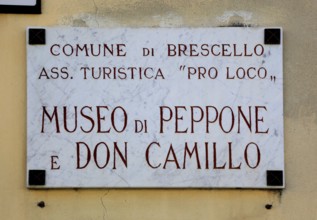 COMUNE DI BRESCELLO
ASS. TURISTICA "PRO LOCO„
MUSEO DI PEPPONE
E DON CAMILLO